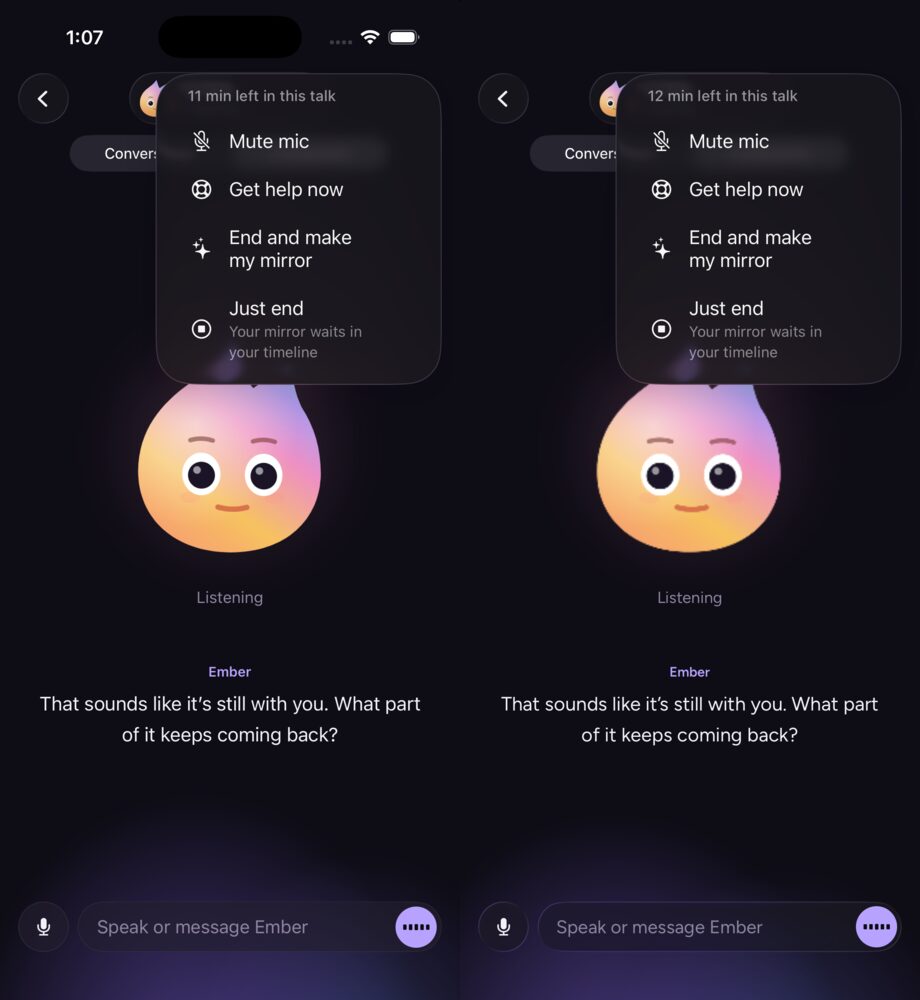 1:07
11 min left in this talk
Mute mic
Conver
Get help now
End and make
my mirror
Just end
Your mirror waits in
your timeline
Listening
Ember
That sounds like it's still with you. What part
of it keeps coming back?
Speak or message Ember
12 min left in this talk
Mute mic
Conver
Get help now
End and make
my mirror
Just end
Your mirror waits in
your timeline
Listening
Ember
That sounds like it's still with you. What part
of it keeps coming back?
Speak or message Ember